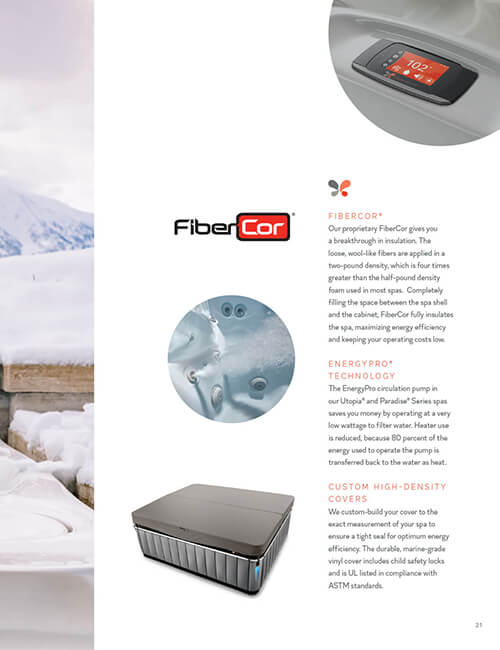 102°
FiberCor®
FIBERCOR®
Our proprietary FiberCor gives you
a breakthrough in insulation. The
loose, wool-like fibers are applied in a
two-pound density, which is four times
greater than the half-pound density
foam used in most spas.  Completely
filling the space between the spa shell
and the cabinet, FiberCor fully insulates
the spa, maximizing energy efficiency
and keeping your operating costs low.
ENERGYPRO®
TECHNOLOGY
The EnergyPro circulation pump in
our Utopia® and Paradise® Series spas
saves you money by operating at a very
low wattage to filter water. Heater use
is reduced, because 80 percent of the
energy used to operate the pump is
transferred back to the water as heat.
CUSTOM HIGH-DENSITY
COVERS
We custom-build your cover to the
exact measurement of your spa to
ensure a tight seal for optimum energy
efficiency. The durable, marine-grade
vinyl cover includes child safety locks
and is UL listed in compliance with
ASTM standards.
21